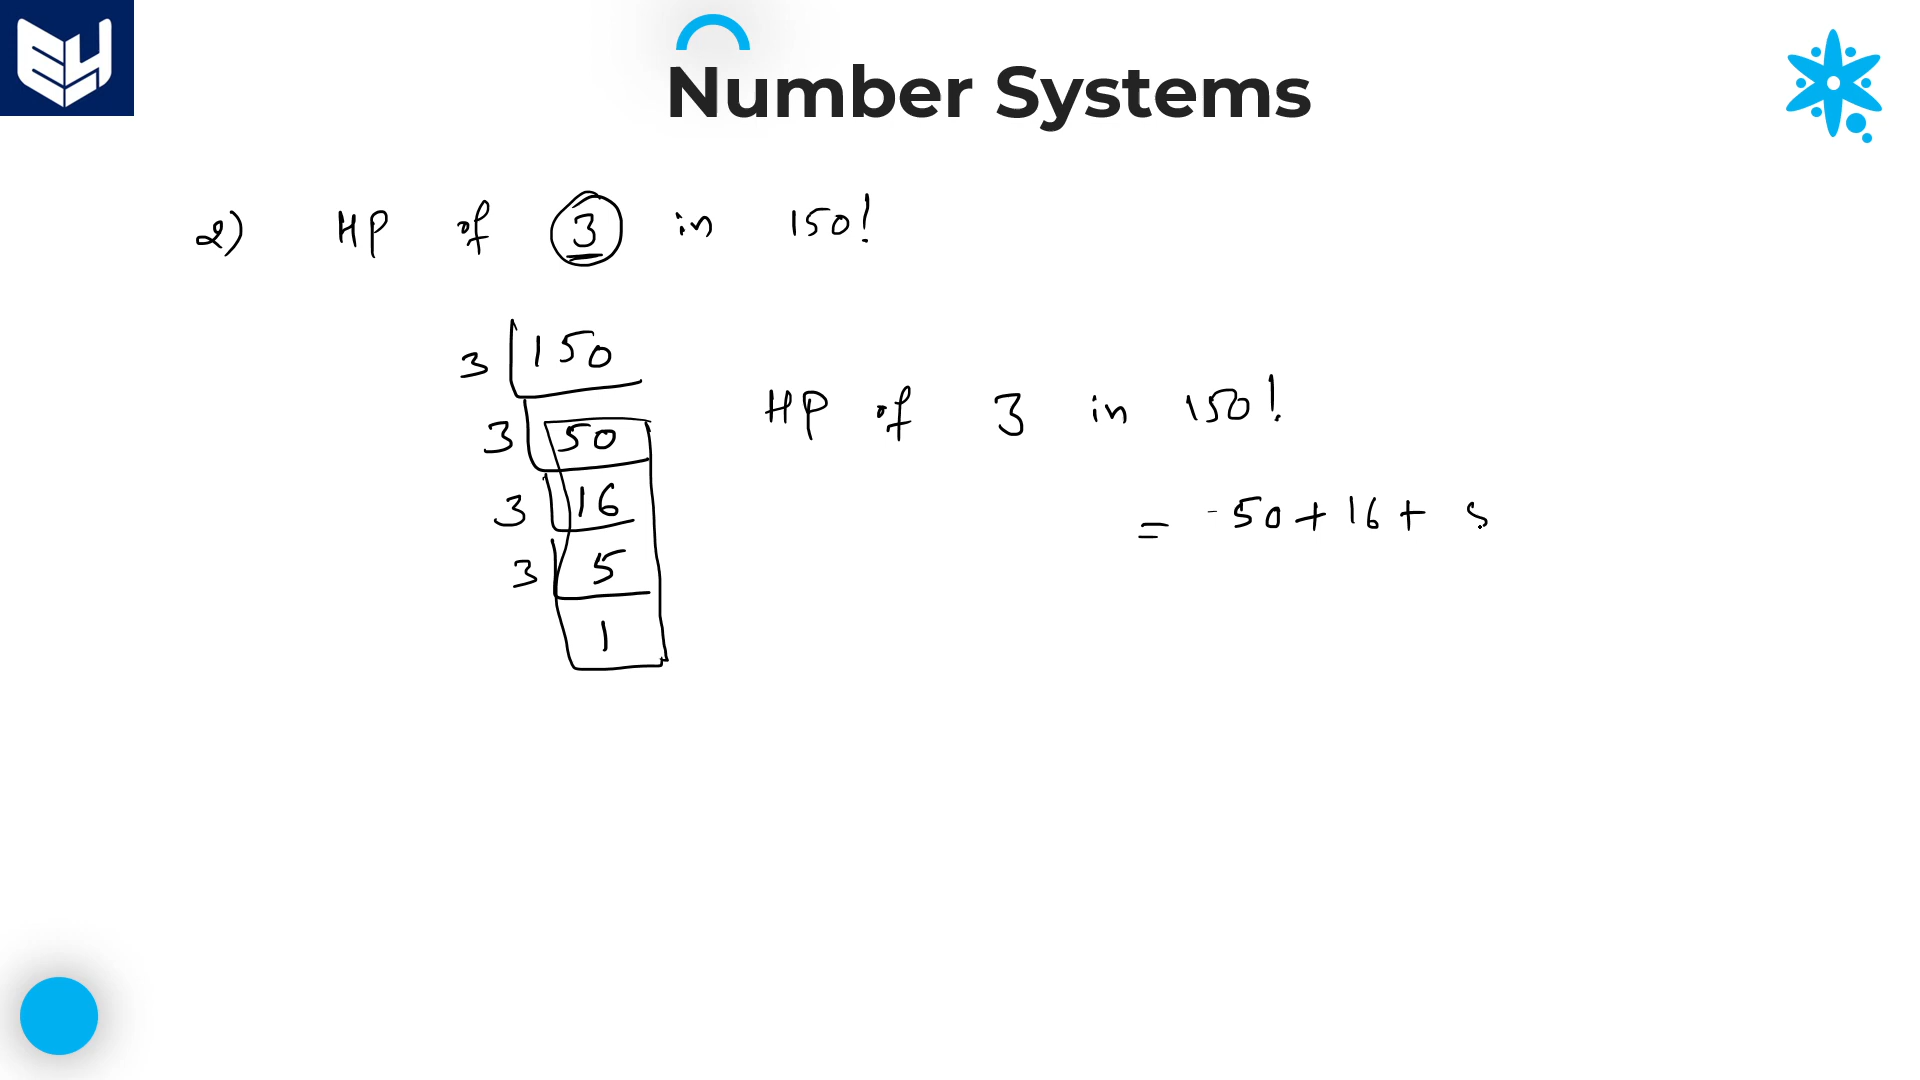 EY
Number Systems
2) HP of 3 in 150!
3 150
3 50
3 16
3 5
1
HP of 3 in 150!
= 50 + 16 + 5